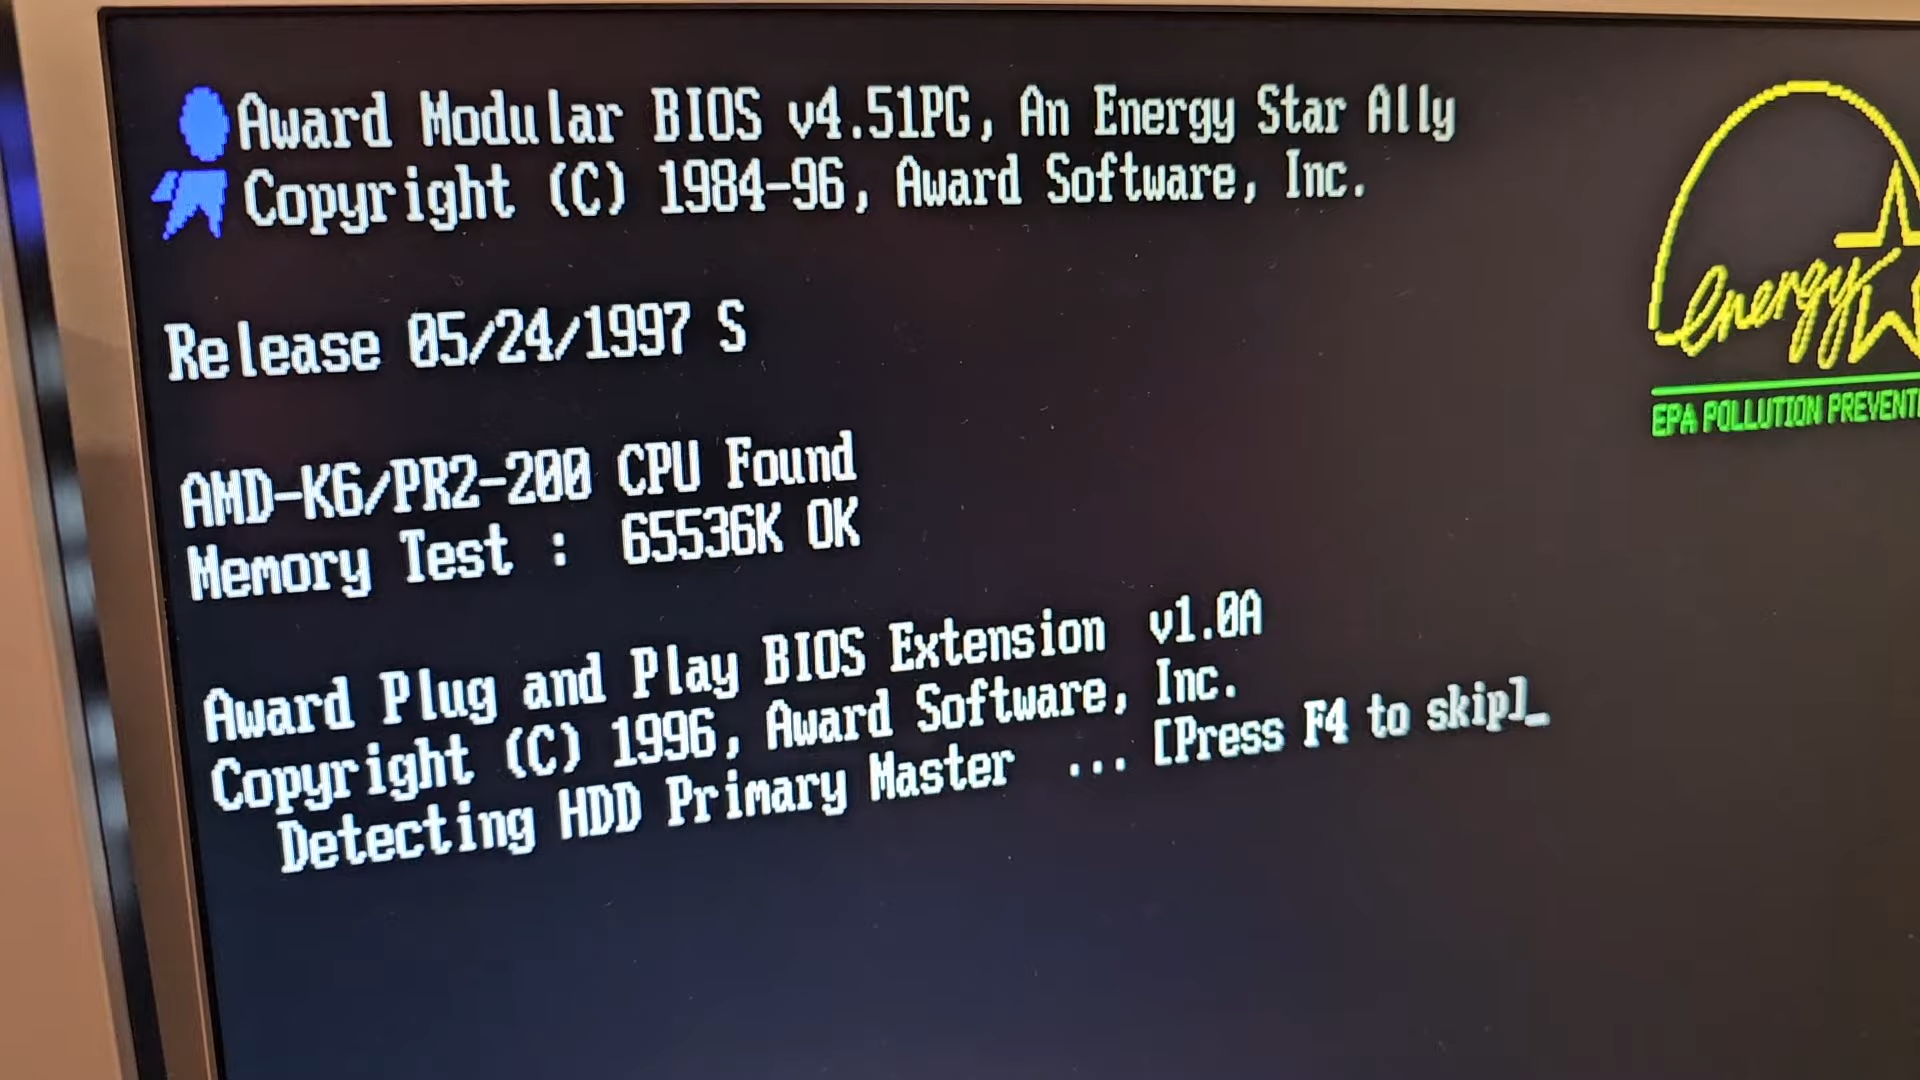 Award Modular BIOS v4.51PG, An Energy Star Ally
Copyright (C) 1984-96, Award Software, Inc.
energy
EPA POLLUTION
Release 05/24/1997 S
AMD-K6/PR2-200 CPU Found
Memory Test :  65536K OK
Award Plug and Play BIOS Extension  v1.0A
Copyright (C) 1996, Award Software, Inc.
Detecting HDD Primary Master  ... [Press F4 to skip]_